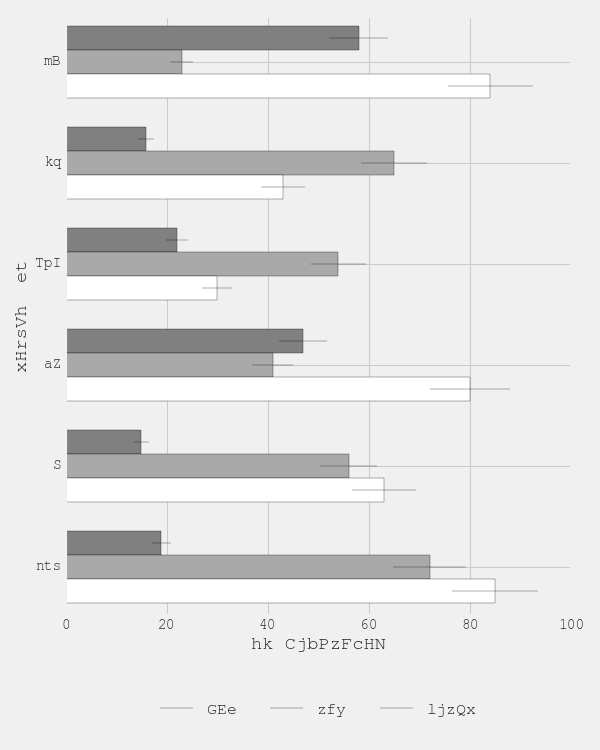 mB
kq
TpI
aZ
S
nts
xHrsVh  et
0 20 40 60 80 100
hk CjbPzFcHN
GEe zfy ljzQx